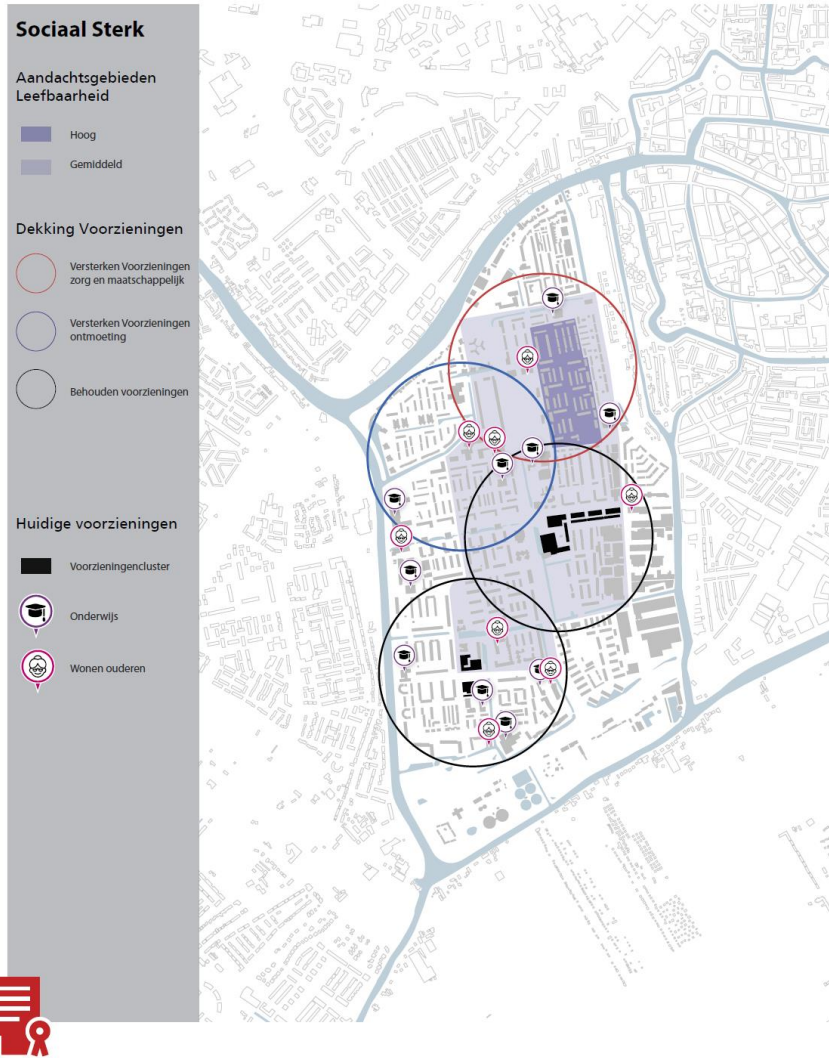 Sociaal Sterk
Aandachtsgebieden
Leefbaarheid
Hoog
Gemiddeld
Dekking Voorzieningen
Versterken Voorzieningen
zorg en maatschappelijk
Versterken Voorzieningen
ontmoeting
Behouden voorzieningen
Huidige voorzieningen
Voorzieningencluster
Onderwijs
Wonen ouderen